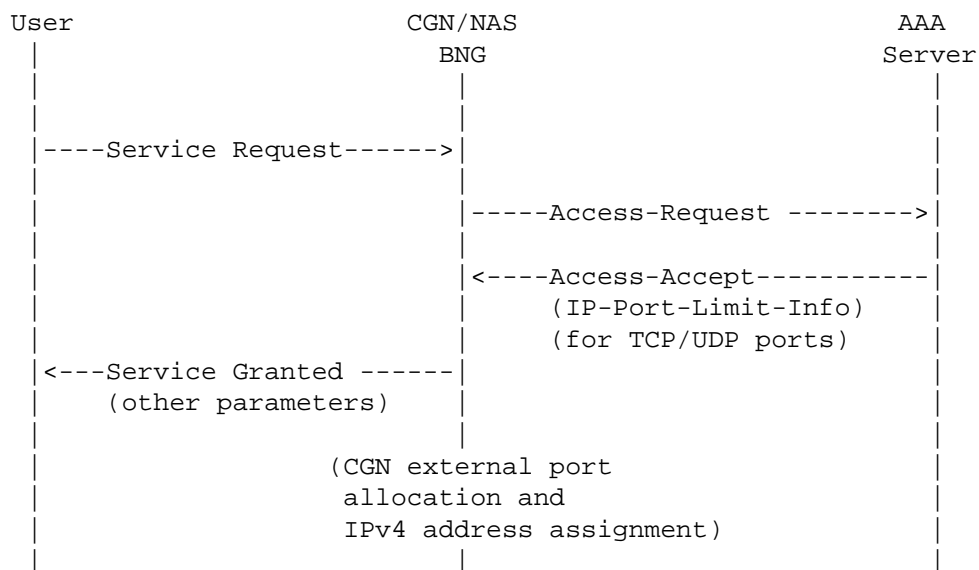 User CGN/NAS AAA
BNG Server
----Service Request------>
-----Access-Request -------->
<----Access-Accept-----------
(IP-Port-Limit-Info)
(for TCP/UDP ports)
<---Service Granted ------
(other parameters)
(CGN external port
allocation and
IPv4 address assignment)